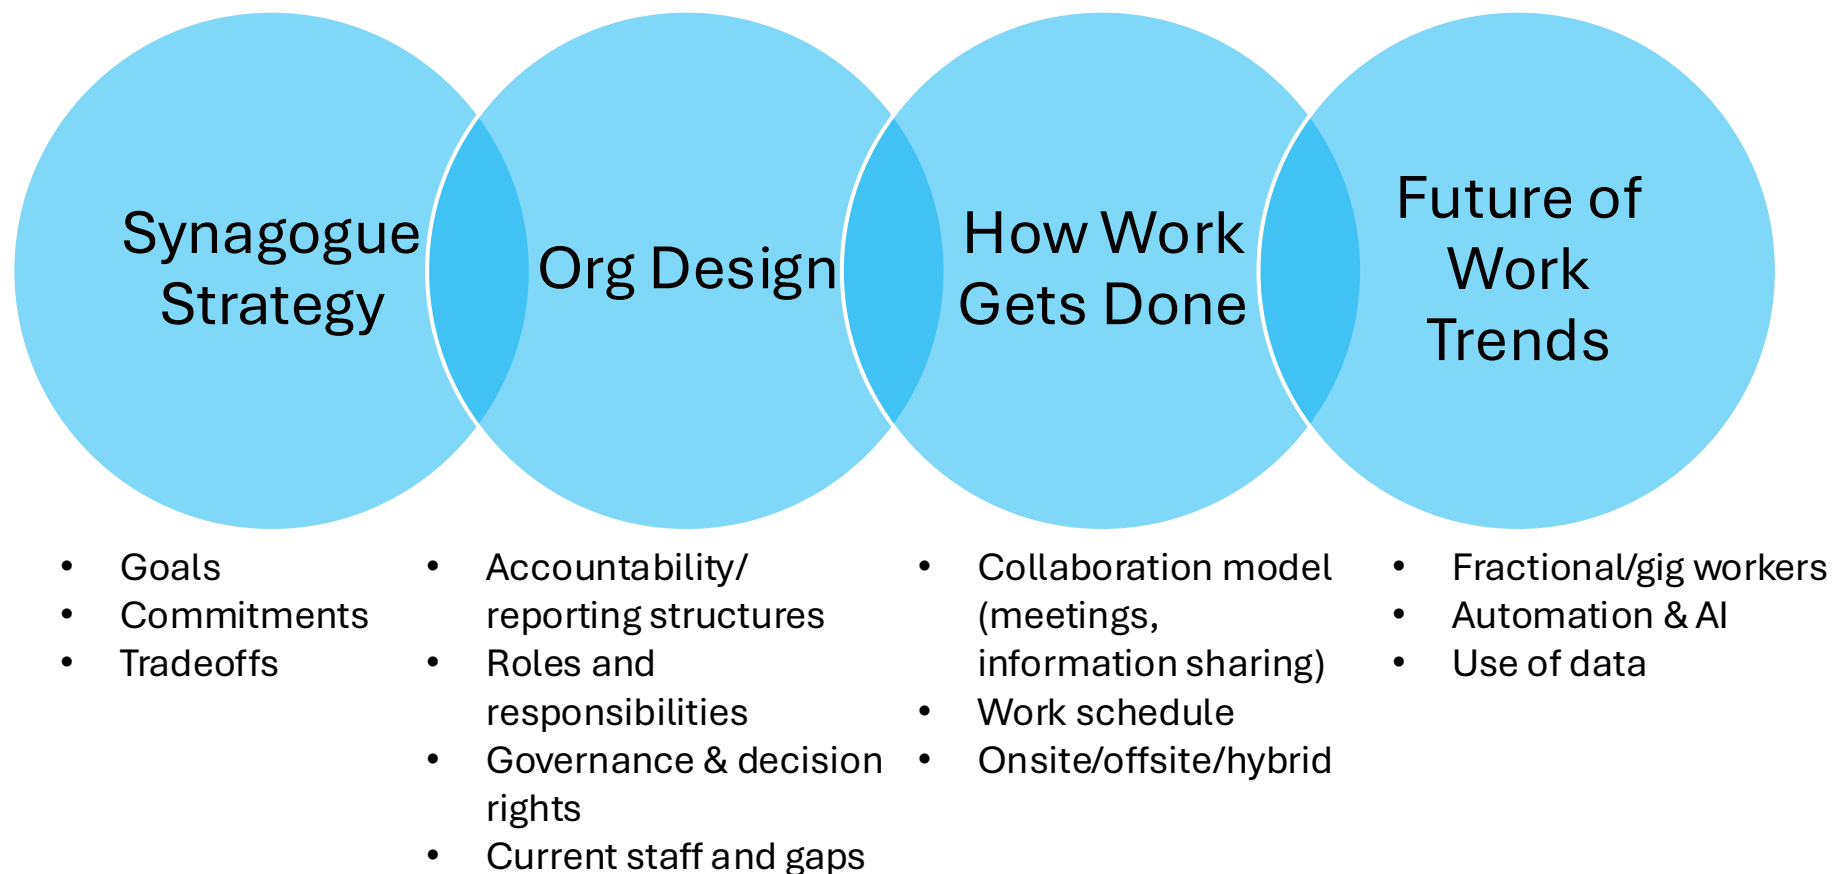 Synagogue
Strategy
Org Design
How Work
Gets Done
Future of
Work
Trends
• Goals
• Commitments
• Tradeoffs
• Accountability/
reporting structures
• Roles and
responsibilities
• Governance & decision
rights
• Current staff and gaps
• Collaboration model
(meetings,
information sharing)
• Work schedule
• Onsite/offsite/hybrid
• Fractional/gig workers
• Automation & AI
• Use of data